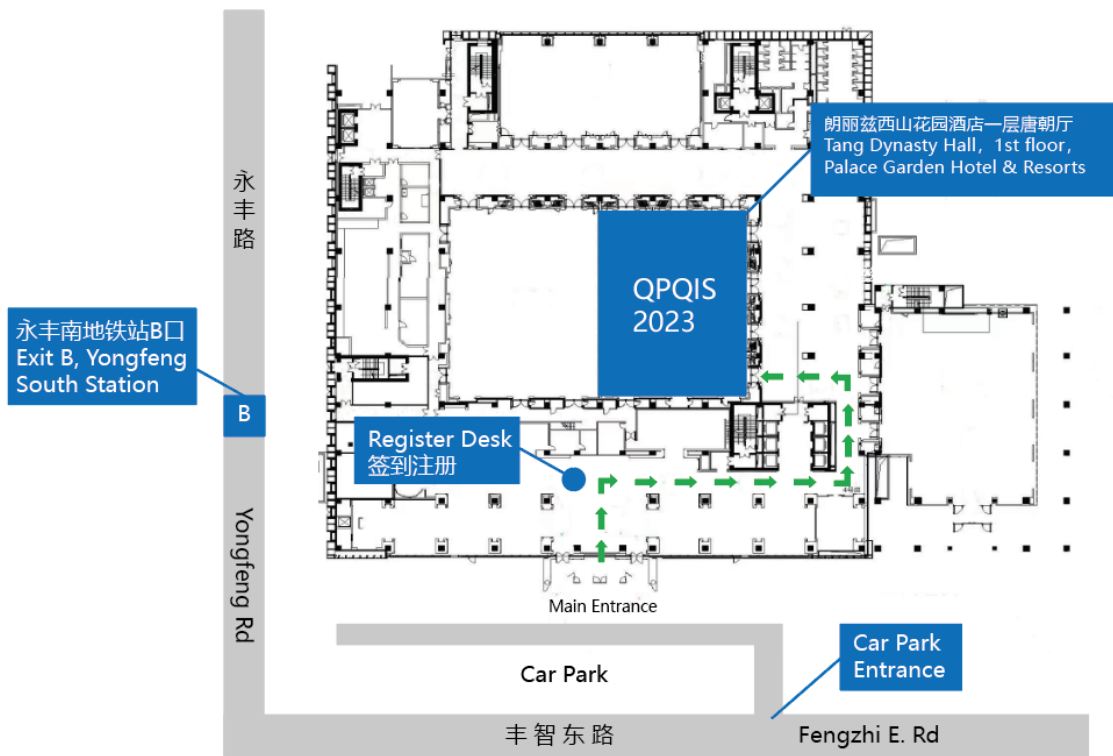 朗丽兹西山花园酒店一层唐朝厅
Tang Dynasty Hall, 1st floor,
Palace Garden Hotel & Resorts
永丰路
QPQIS
2023
永丰南地铁站B口
Exit B, Yongfeng
South Station
B
Register Desk
签到注册
Yongfeng Rd
Main Entrance
Car Park
Entrance
Car Park
丰智东路
Fengzhi E. Rd